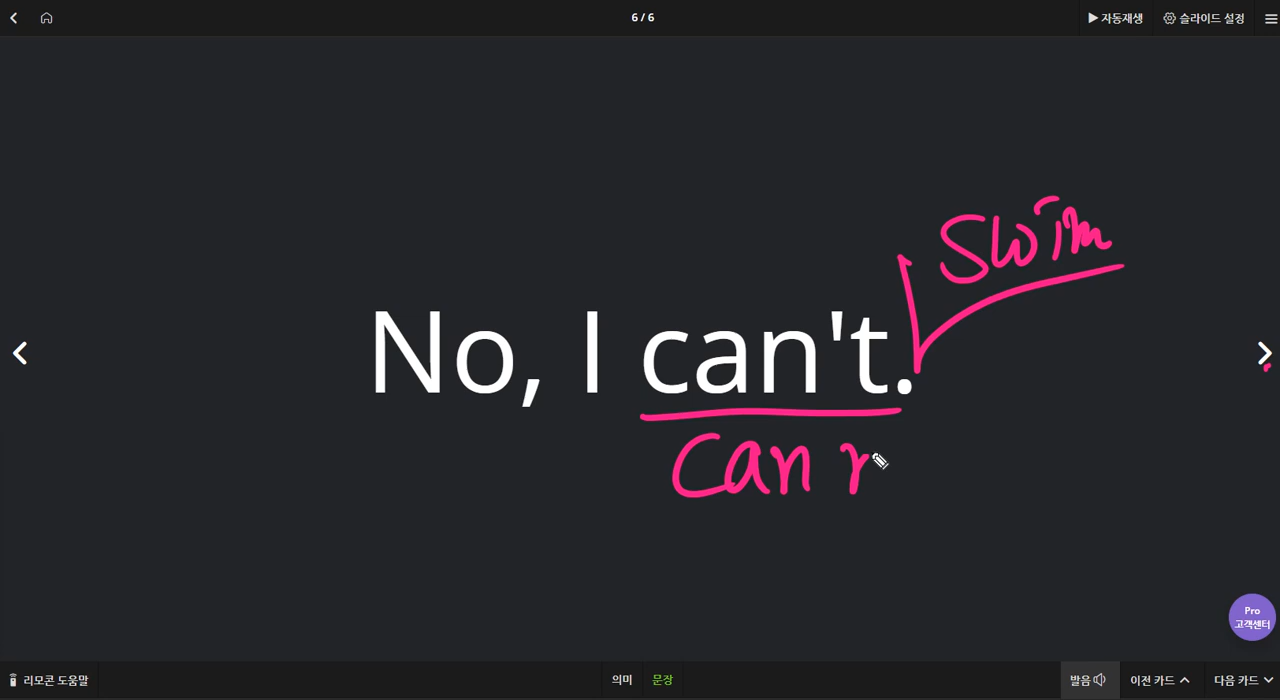 6 / 6
자동재생
슬라이드 설정
Swim
No, I can't.
Can n
Pro
고객센터
리모콘 도움말
의미
문장
발음
이전 카드
다음 카드